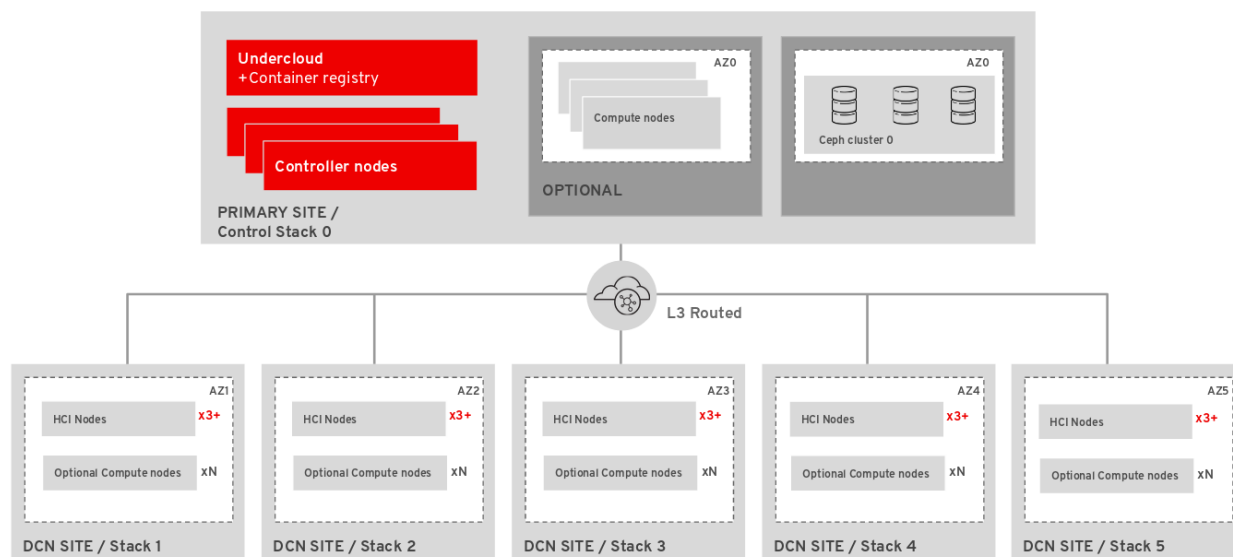 Undercloud
+Container registry
Controller nodes
PRIMARY SITE /
Control Stack 0
AZ0
Compute nodes
OPTIONAL
AZ0
Ceph cluster 0
L3 Routed
AZ1
HCI Nodes
x3+
Optional Compute nodes
xN
DCN SITE / Stack 1
AZ2
HCI Nodes
x3+
Optional Compute nodes
xN
DCN SITE / Stack 2
AZ3
HCI Nodes
x3+
Optional Compute nodes
xN
DCN SITE / Stack 3
AZ4
HCI Nodes
x3+
Optional Compute nodes
xN
DCN SITE / Stack 4
AZ5
HCI Nodes
x3+
Optional Compute nodes
xN
DCN SITE / Stack 5